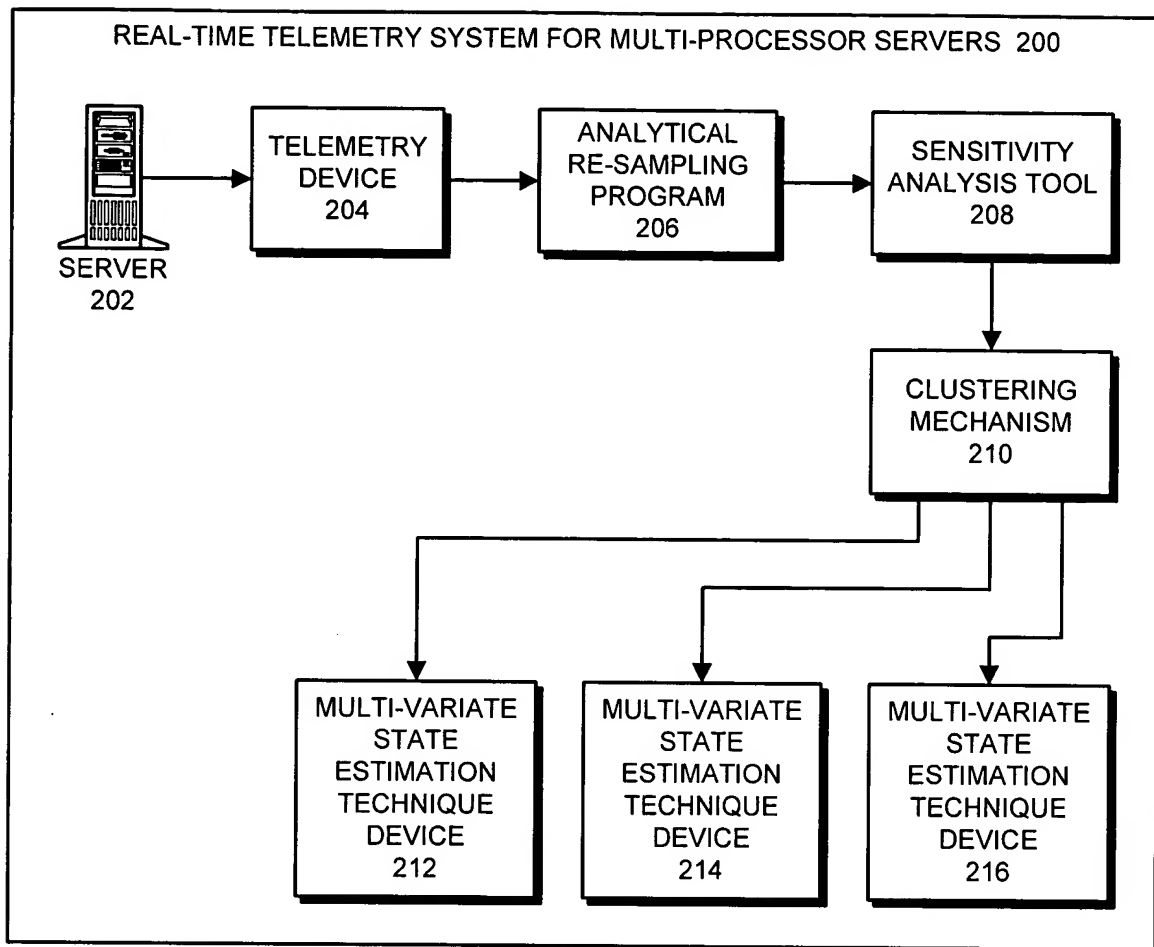 REAL-TIME TELEMETRY SYSTEM FOR MULTI-PROCESSOR SERVERS 200
SERVER
202
TELEMETRY
DEVICE
204
ANALYTICAL
RE-SAMPLING
PROGRAM
206
SENSITIVITY
ANALYSIS TOOL
208
CLUSTERING
MECHANISM
210
MULTI-VARIATE
STATE
ESTIMATION
TECHNIQUE
DEVICE
212
MULTI-VARIATE
STATE
ESTIMATION
TECHNIQUE
DEVICE
214
MULTI-VARIATE
STATE
ESTIMATION
TECHNIQUE
DEVICE
216